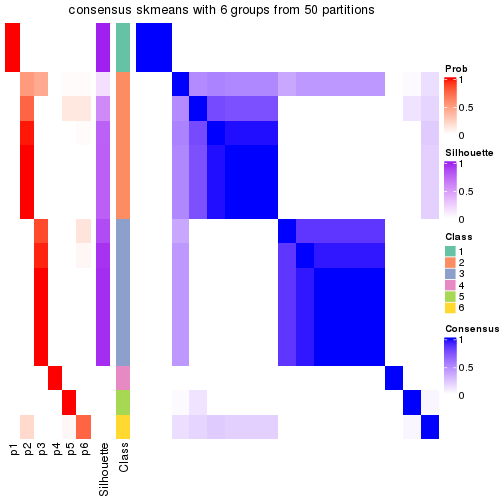 consensus skmeans with 6 groups from 50 partitions
Prob
1
0.5
0
Silhouette
1
0.5
0
Class
1
2
3
4
5
6
Consensus
1
0.5
0
p1
p2
p3
p4
p5
p6
Silhouette
Class